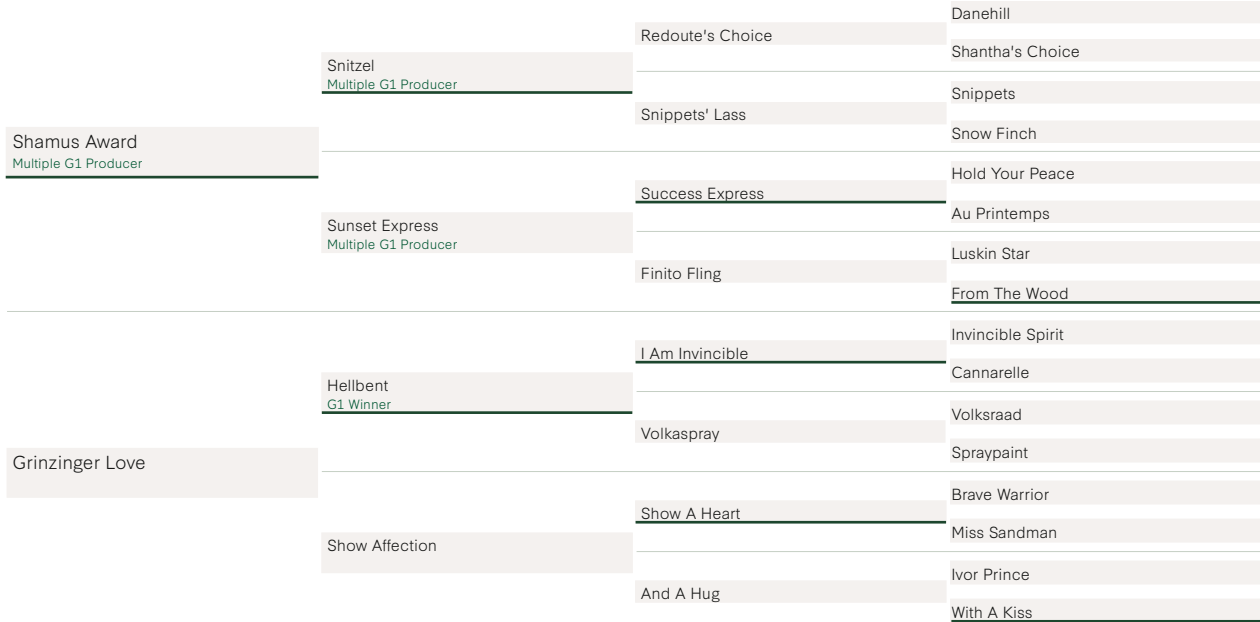 Shamus Award
Multiple G1 Producer
Snitzel
Multiple G1 Producer
Redoute's Choice
Danehill
Shantha's Choice
Snippets' Lass
Snippets
Snow Finch
Sunset Express
Multiple G1 Producer
Success Express
Hold Your Peace
Au Printemps
Finito Fling
Luskin Star
From The Wood
Grinzinger Love
Hellbent
G1 Winner
I Am Invincible
Invincible Spirit
Cannarelle
Volkaspray
Volksraad
Spraypaint
Show Affection
Show A Heart
Brave Warrior
Miss Sandman
And A Hug
Ivor Prince
With A Kiss